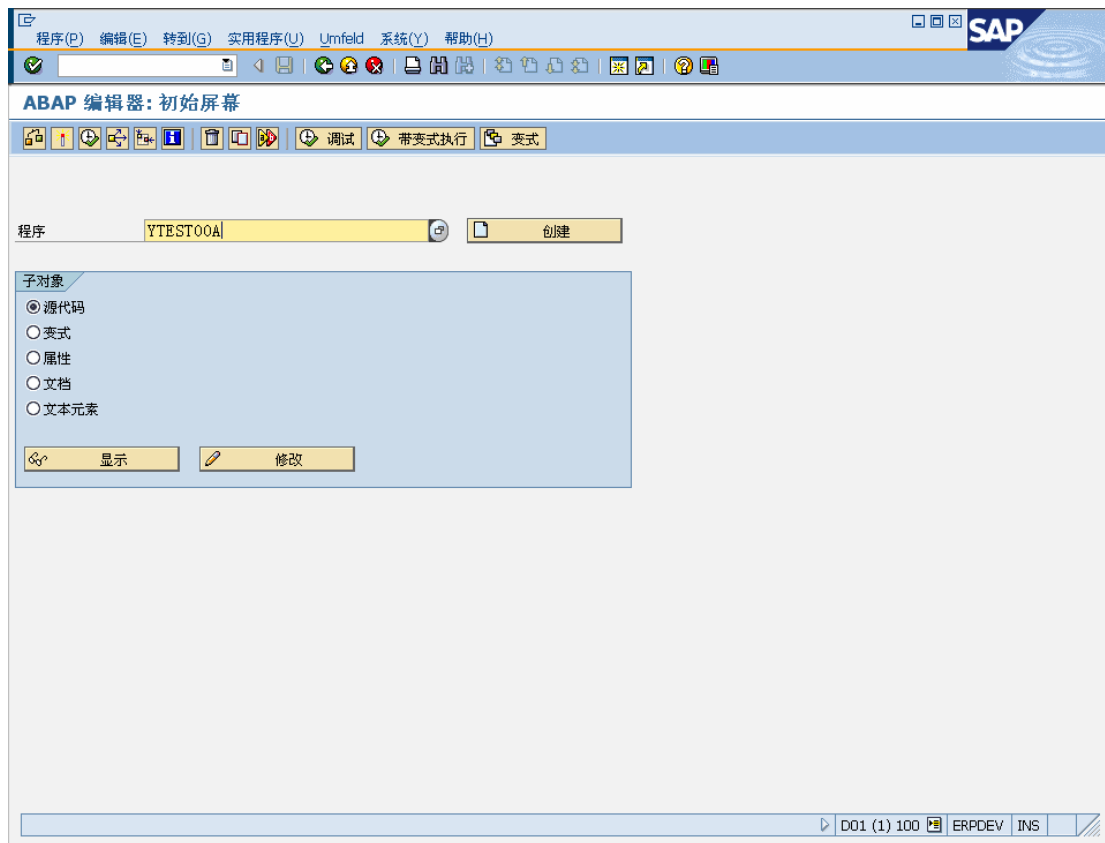 程序(P) 编辑(E) 转到(G) 实用程序(U) Umfeld 系统(Y) 帮助(H)
SAP
ABAP 编辑器: 初始屏幕
调试 带变式执行 变式
程序 YTEST00A 创建
子对象
源代码
变式
属性
文档
文本元素
显示 修改
D01 (1) 100 ERPDEV INS